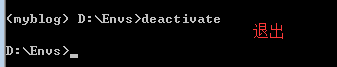 (myblog) D:\Envs>deactivate
退出
D:\Envs>_